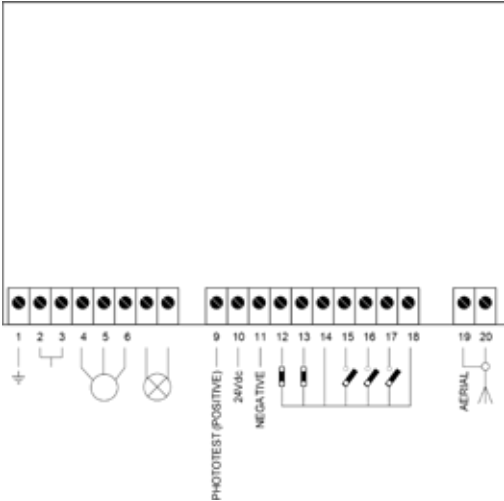 1 2 3 4 5 6 9 10 11 12 13 14 15 16 17 18 19 20
PHOTOTEST (POSITIVE)
24Vdc
NEGATIVE
AERIAL